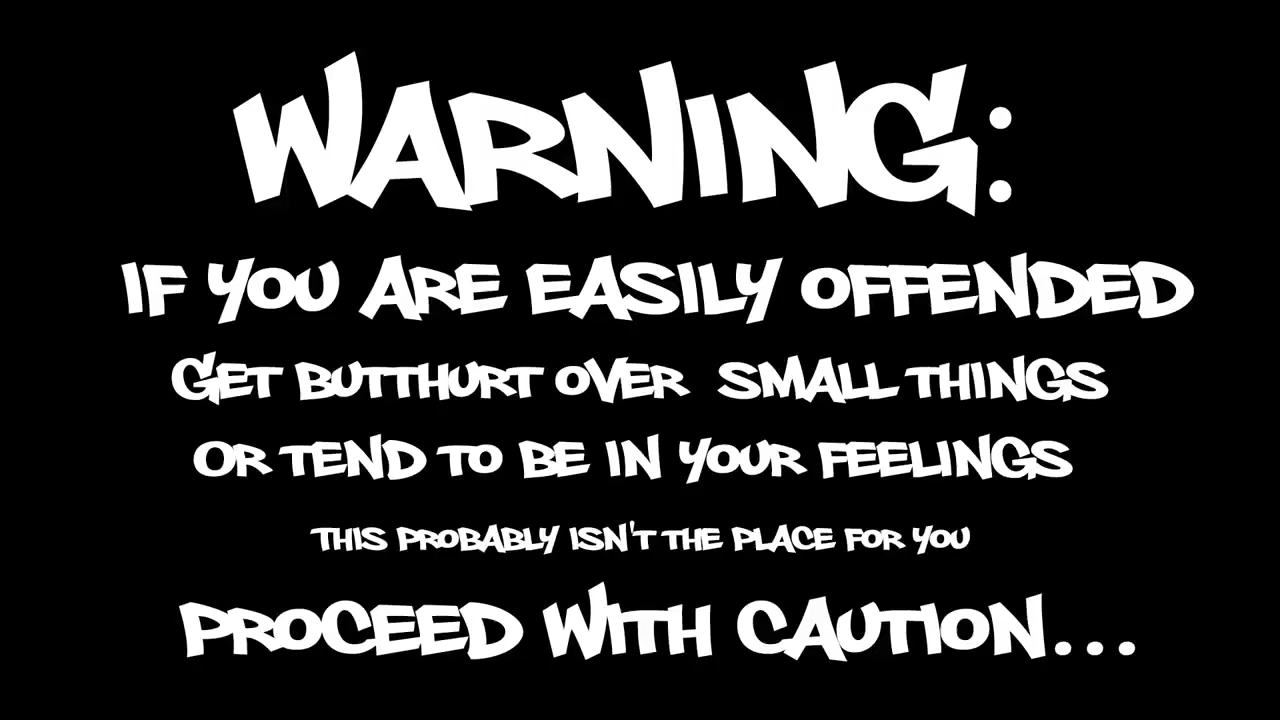 WARNING:
IF YOU ARE EASILY OFFENDED
GET BUTTHURT OVER SMALL THINGS
OR TEND TO BE IN YOUR FEELINGS
THIS PROBABLY ISN'T THE PLACE FOR YOU
PROCEED WITH CAUTION...